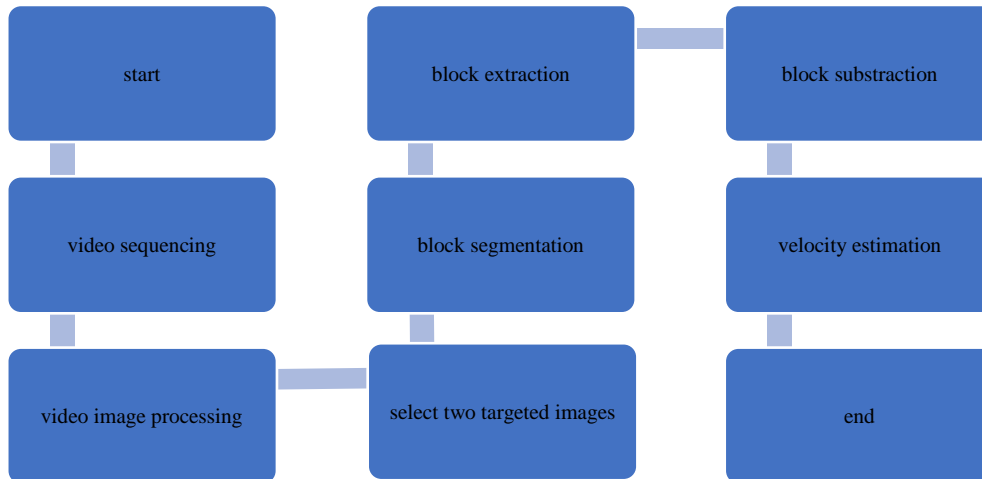 start
video sequencing
video image processing
select two targeted images
block segmentation
block extraction
block substraction
velocity estimation
end